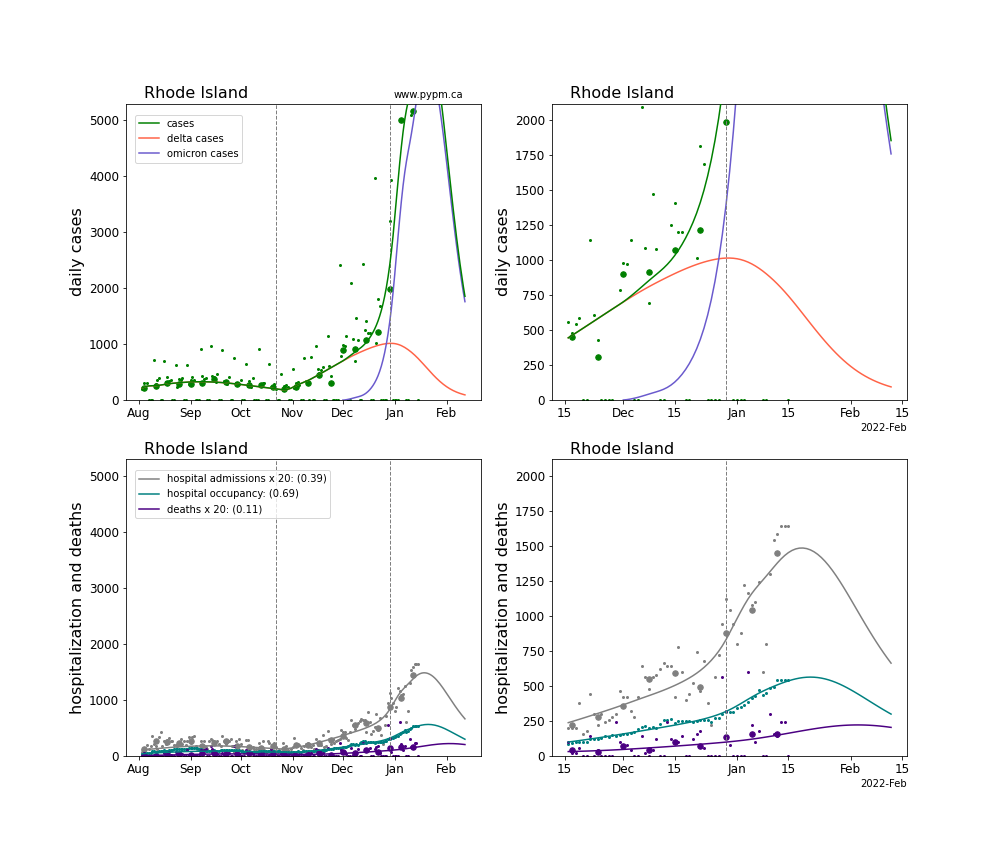 Rhode Island
www.pypm.ca
daily cases
5000
4000
3000
2000
1000
0
cases
delta cases
omicron cases
Aug Sep Oct Nov Dec Jan Feb
Rhode Island
daily cases
2000
1750
1500
1250
1000
750
500
250
0
15 Dec 15 Jan 15 Feb 15
2022-Feb
Rhode Island
hospitalization and deaths
5000
4000
3000
2000
1000
0
hospital admissions x 20: (0.39)
hospital occupancy: (0.69)
deaths x 20: (0.11)
Aug Sep Oct Nov Dec Jan Feb
Rhode Island
hospitalization and deaths
2000
1750
1500
1250
1000
750
500
250
0
15 Dec 15 Jan 15 Feb 15
2022-Feb